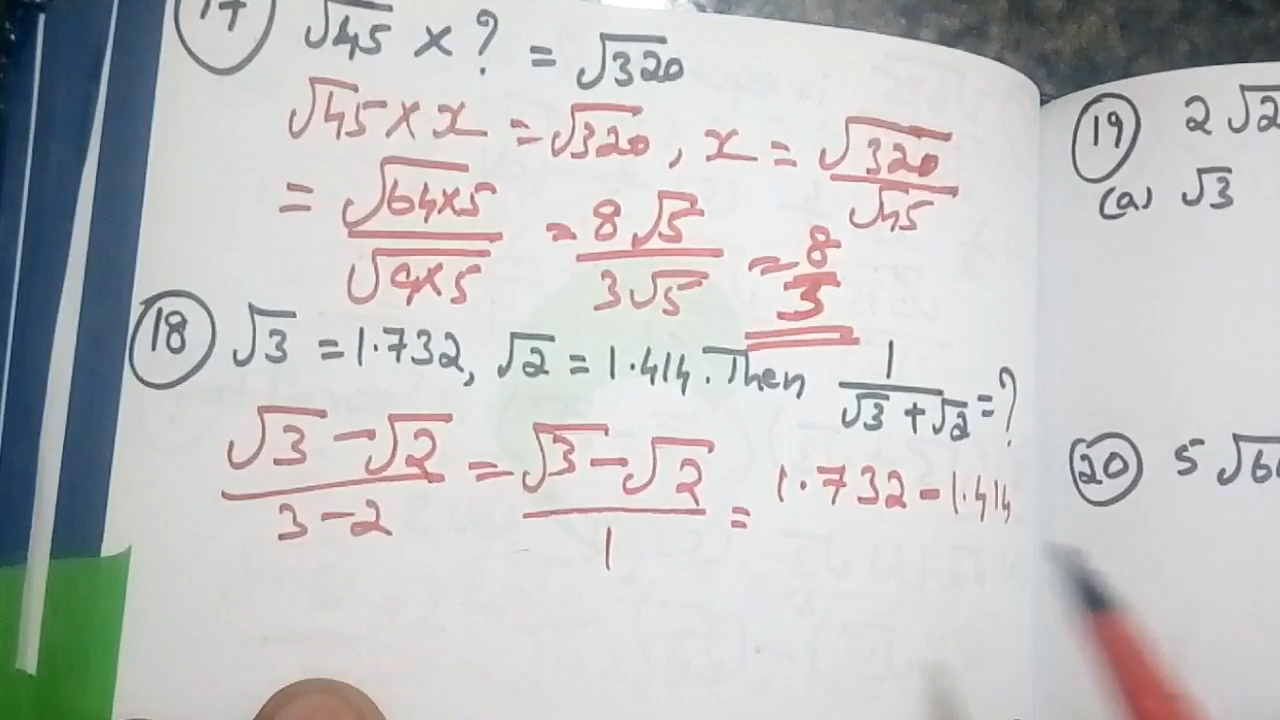 17 √45 × ? = √320
√45 × x = √320, x = √320/√45
= √64×5/√9×5 = 8√5/3√5 = 8/3
18 √3 = 1.732, √2 = 1.414. Then 1/√3+√2 = ?
√3-√2/3-2 = √3-√2/1 = 1.732-1.414
19 2√2
(a) √3
20 5√6